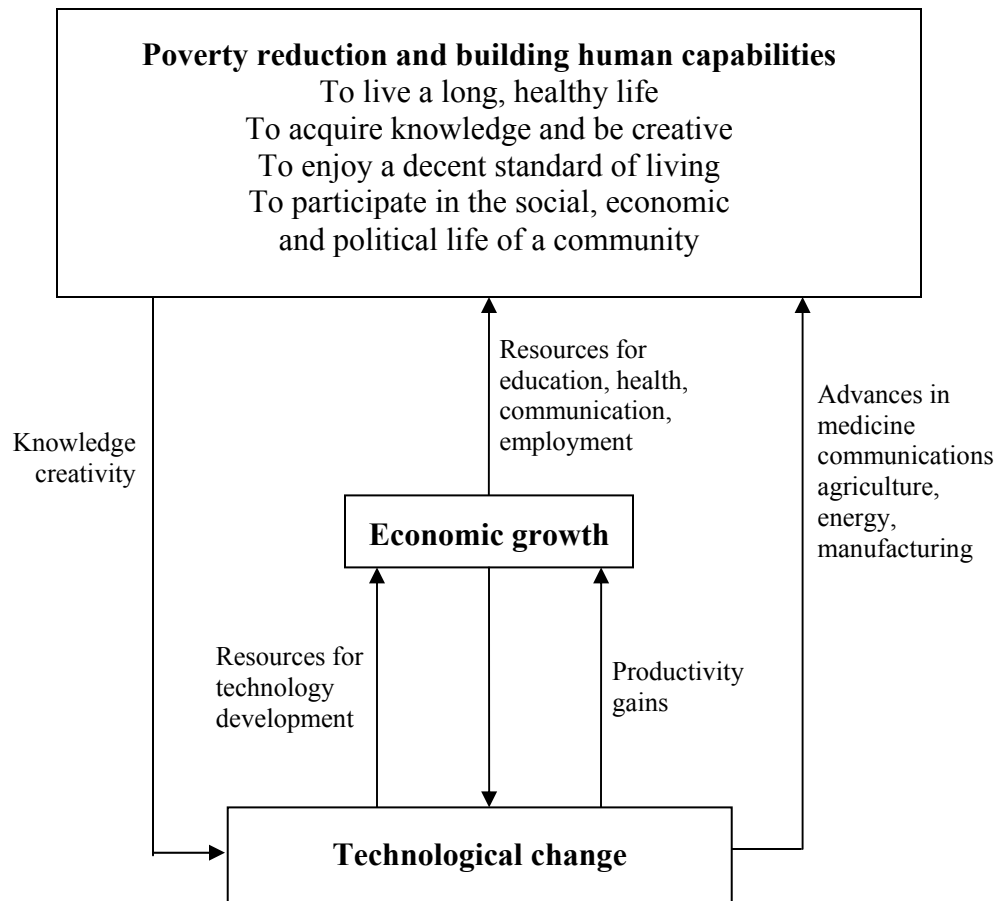 Poverty reduction and building human capabilities
To live a long, healthy life
To acquire knowledge and be creative
To enjoy a decent standard of living
To participate in the social, economic
and political life of a community
Knowledge
creativity
Resources for
education, health,
communication,
employment
Advances in
medicine
communications
agriculture,
energy,
manufacturing
Economic growth
Resources for
technology
development
Productivity
gains
Technological change